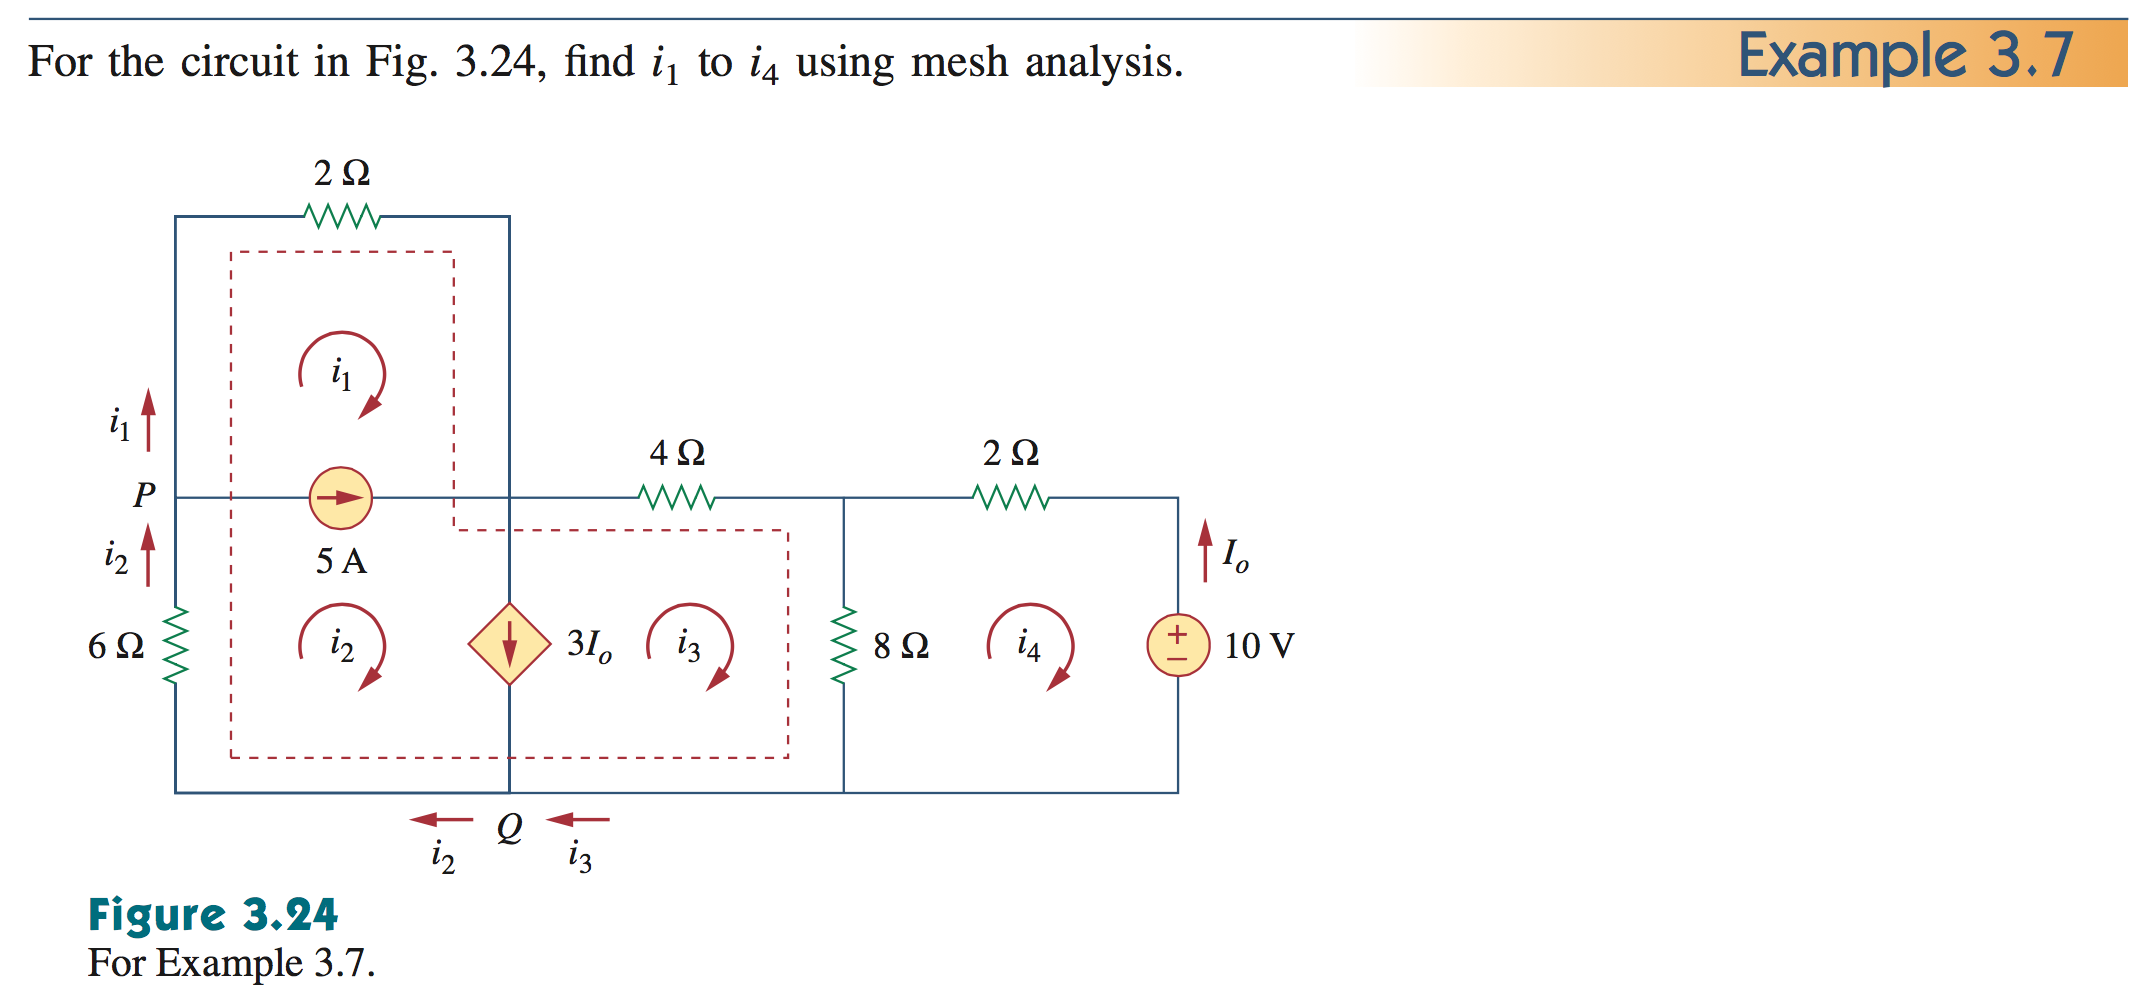 For the circuit in Fig. 3.24, find i₁ to i₄ using mesh analysis.
Example 3.7
2 Ω
i₁
i₁
4 Ω
2 Ω
P
i₂
5 A
Iₒ
6 Ω
i₂
3Iₒ
i₃
8 Ω
i₄
+
−
10 V
Q
i₂
i₃
Figure 3.24
For Example 3.7.